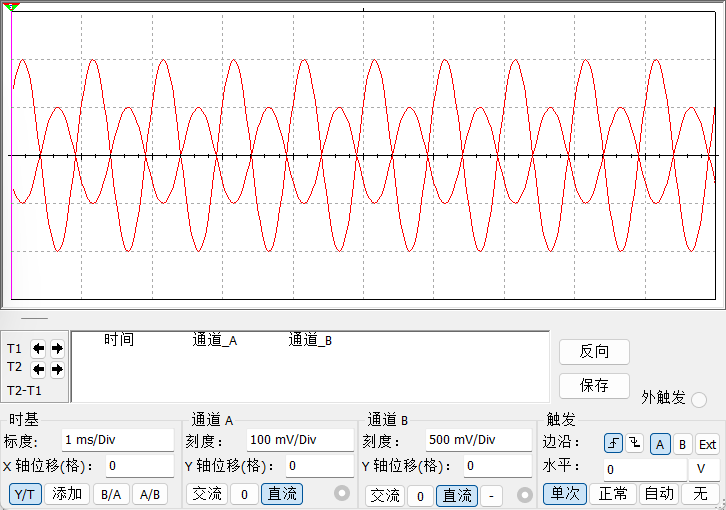 时间 通道_A 通道_B
T1
T2
T2-T1
反向
保存
外触发
时基
标度: 1 ms/Div
X 轴位移(格): 0
Y/T 添加 B/A A/B
通道 A
刻度: 100 mV/Div
Y 轴位移(格): 0
交流 0 直流
通道 B
刻度: 500 mV/Div
Y 轴位移(格): 0
交流 0 直流 -
触发
边沿: A B Ext
水平: 0 V
单次 正常 自动 无